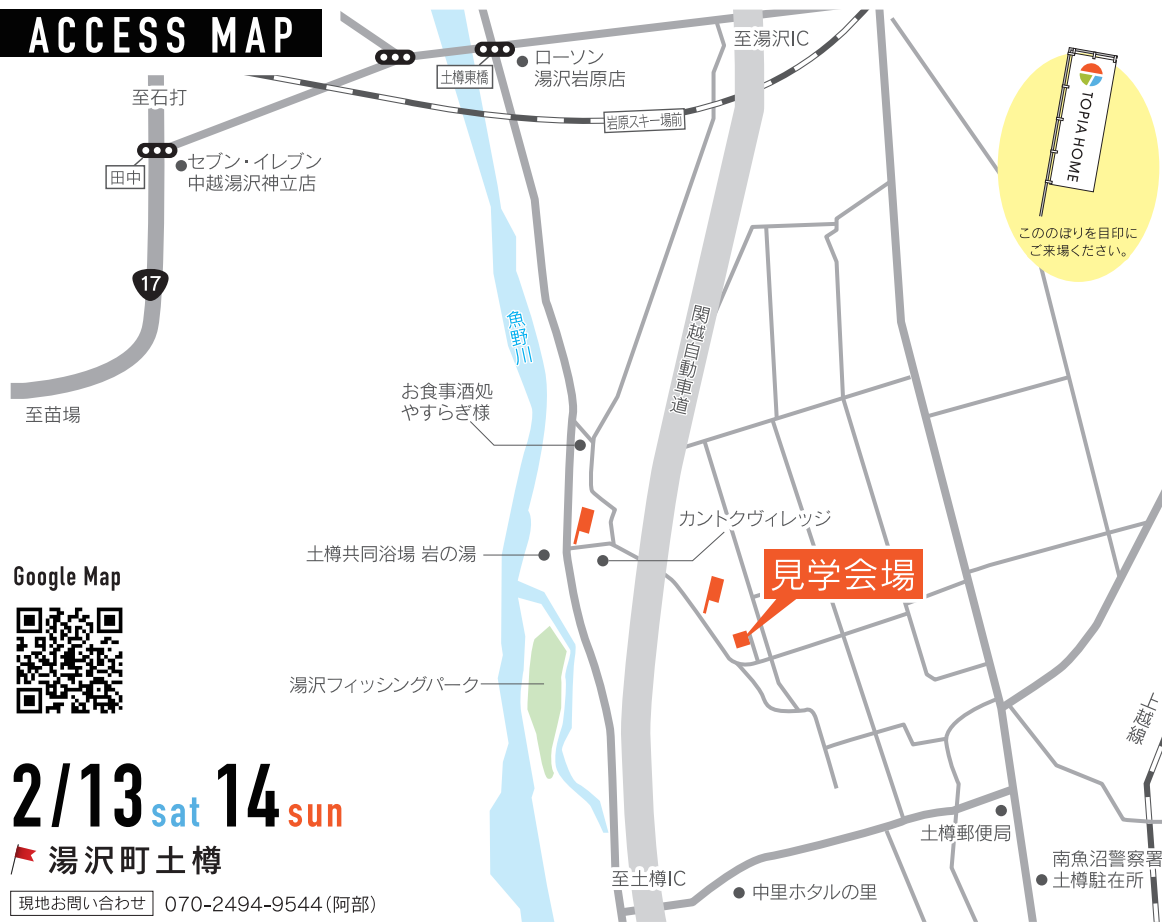 ACCESS MAP
至石打
土樽東橋
ローソン
湯沢岩原店
至湯沢IC
岩原スキー場前
田中
セブン・イレブン
中越湯沢神立店
17
至苗場
TOPIA HOME
こののぼりを目印に
ご来場ください。
魚野川
関越自動車道
お食事酒処
やすらぎ様
カントクヴィレッジ
土樽共同浴場 岩の湯
見学会場
Google Map
湯沢フィッシングパーク
上越線
2/13 sat 14 sun
湯沢町土樽
現地お問い合わせ 070-2494-9544(阿部)
至土樽IC
中里ホタルの里
土樽郵便局
南魚沼警察署
土樽駐在所